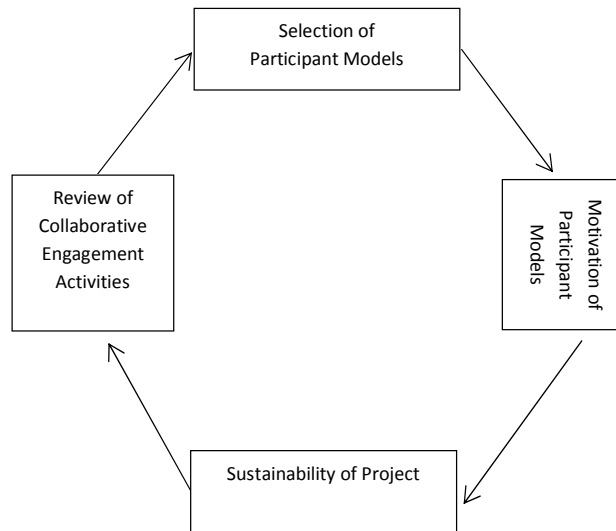 Selection of
Participant Models
Motivation of
Participant
Models
Sustainability of Project
Review of
Collaborative
Engagement
Activities